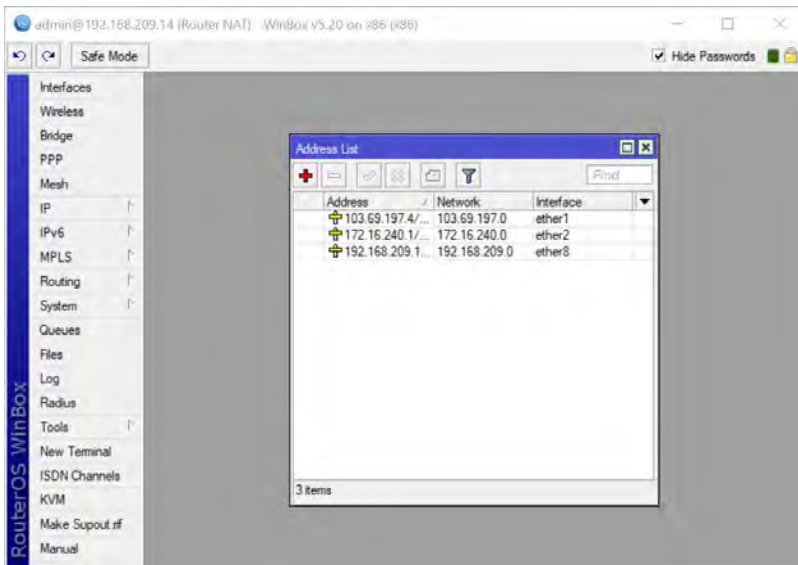 admin@192.168.209.14 (Router NAT) - WinBox v5.20 on x86 (x86)
Safe Mode
Hide Passwords
Interfaces
Wireless
Bridge
PPP
Mesh
IP
IPv6
MPLS
Routing
System
Queues
Files
Log
Radius
Tools
New Terminal
ISDN Channels
KVM
Make Supout.rif
Manual
RouterOS WinBox
Address List
Find
Address Network Interface
103.69.197.4/... 103.69.197.0 ether1
172.16.240.1/... 172.16.240.0 ether2
192.168.209.1... 192.168.209.0 ether8
3 items